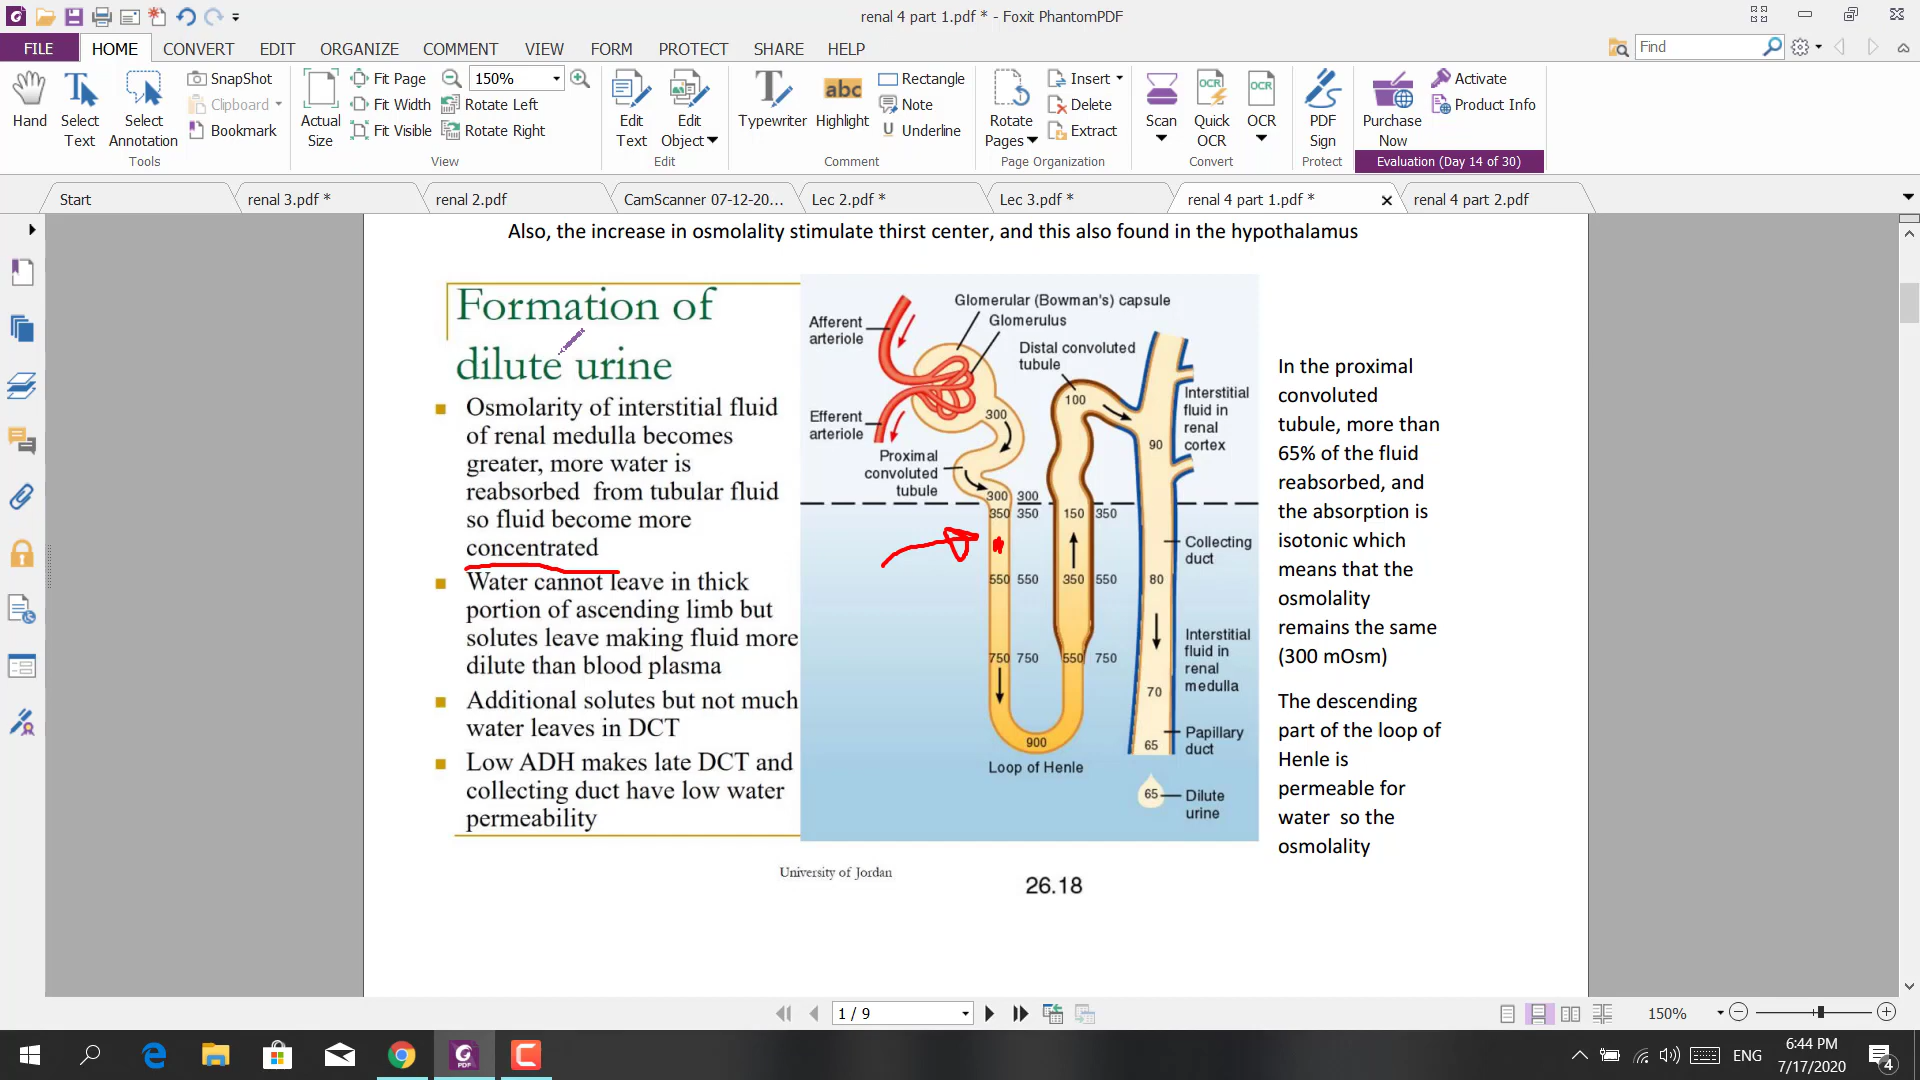 renal 4 part 1.pdf * - Foxit PhantomPDF
FILE HOME CONVERT EDIT ORGANIZE COMMENT VIEW FORM PROTECT SHARE HELP Find
SnapShot Fit Page 150% Rectangle Insert Activate
Clipboard Fit Width Rotate Left Note Delete Product Info
Bookmark Fit Visible Rotate Right Underline Extract
Hand Select Text Select Annotation Actual Size Edit Text Edit Object Typewriter Highlight Rotate Pages Scan Quick OCR OCR PDF Sign Purchase Now
Tools View Edit Comment Page Organization Convert Protect Evaluation (Day 14 of 30)
Start renal 3.pdf * renal 2.pdf CamScanner 07-12-20... Lec 2.pdf * Lec 3.pdf * renal 4 part 1.pdf * renal 4 part 2.pdf
Also, the increase in osmolality stimulate thirst center, and this also found in the hypothalamus
Formation of
dilute urine
Osmolarity of interstitial fluid
of renal medulla becomes
greater, more water is
reabsorbed from tubular fluid
so fluid become more
concentrated
Water cannot leave in thick
portion of ascending limb but
solutes leave making fluid more
dilute than blood plasma
Additional solutes but not much
water leaves in DCT
Low ADH makes late DCT and
collecting duct have low water
permeability
Glomerular (Bowman's) capsule
Glomerulus
Afferent
arteriole
Distal convoluted
tubule
Efferent
arteriole
Proximal
convoluted
tubule
Interstitial
fluid in
renal
cortex
300 100 90
300 300
350 350 150 350
Collecting
duct
550 550 350 550 80
Interstitial
fluid in
renal
medulla
750 750 550 750
70
Papillary
duct
900 65
Loop of Henle
65 Dilute
urine
In the proximal
convoluted
tubule, more than
65% of the fluid
reabsorbed, and
the absorption is
isotonic which
means that the
osmolality
remains the same
(300 mOsm)
The descending
part of the loop of
Henle is
permeable for
water so the
osmolality
University of Jordan
26.18
1 / 9 150%
ENG 6:44 PM
7/17/2020 4